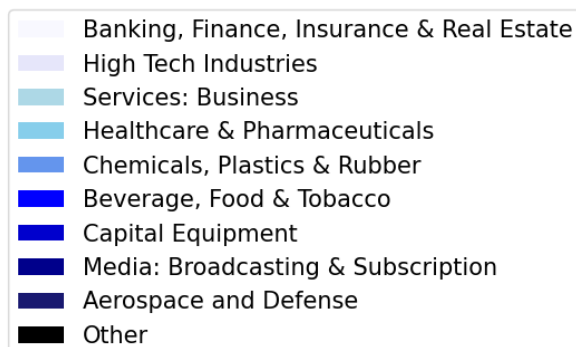 Banking, Finance, Insurance & Real Estate
High Tech Industries
Services: Business
Healthcare & Pharmaceuticals
Chemicals, Plastics & Rubber
Beverage, Food & Tobacco
Capital Equipment
Media: Broadcasting & Subscription
Aerospace and Defense
Other